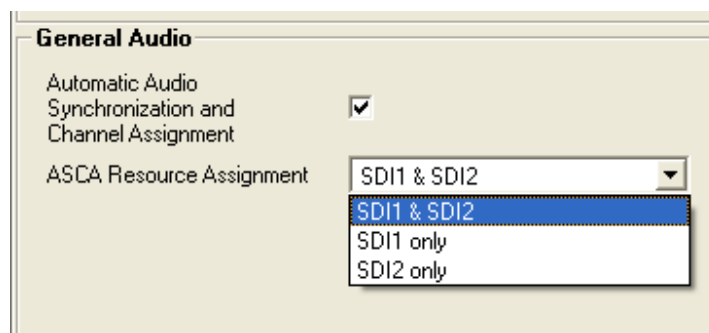 General Audio
Automatic Audio
Synchronization and
Channel Assignment
ASCA Resource Assignment
SDI1 & SDI2
SDI1 & SDI2
SDI1 only
SDI2 only